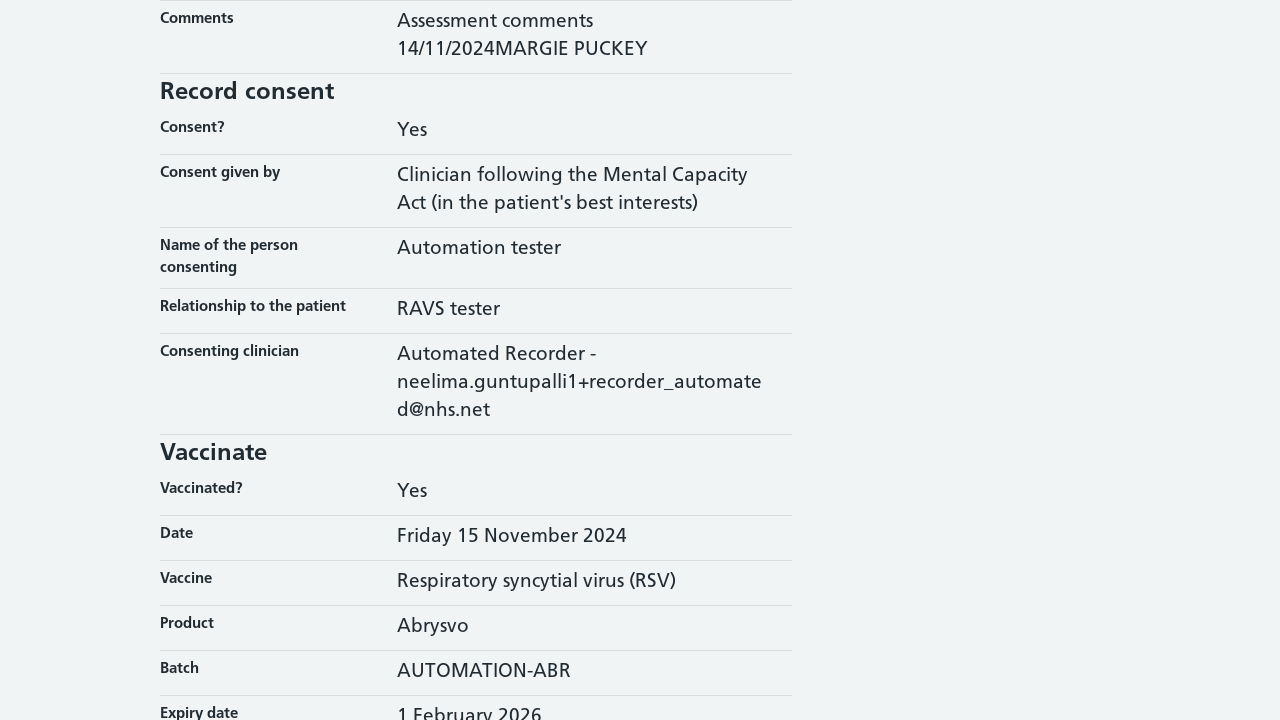 Comments
Assessment comments
14/11/2024MARGIE PUCKEY
Record consent
Consent?
Yes
Consent given by
Clinician following the Mental Capacity
Act (in the patient's best interests)
Name of the person
consenting
Automation tester
Relationship to the patient
RAVS tester
Consenting clinician
Automated Recorder -
neelima.guntupalli1+recorder_automate
d@nhs.net
Vaccinate
Vaccinated?
Yes
Date
Friday 15 November 2024
Vaccine
Respiratory syncytial virus (RSV)
Product
Abrysvo
Batch
AUTOMATION-ABR
Expiry date
1 February 2026